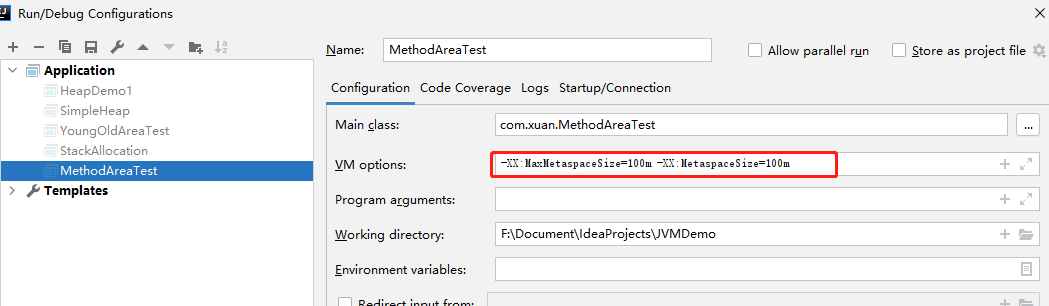 Run/Debug Configurations
Name: MethodAreaTest Allow parallel run Store as project file
Application
HeapDemo1
SimpleHeap
YoungOldAreaTest
StackAllocation
MethodAreaTest
Templates
Configuration Code Coverage Logs Startup/Connection
Main class: com.xuan.MethodAreaTest ...
VM options: -XX:MaxMetaspaceSize=100m -XX:MetaspaceSize=100m
Program arguments:
Working directory: F:\Document\IdeaProjects\JVMDemo
Environment variables:
Redirect input from: